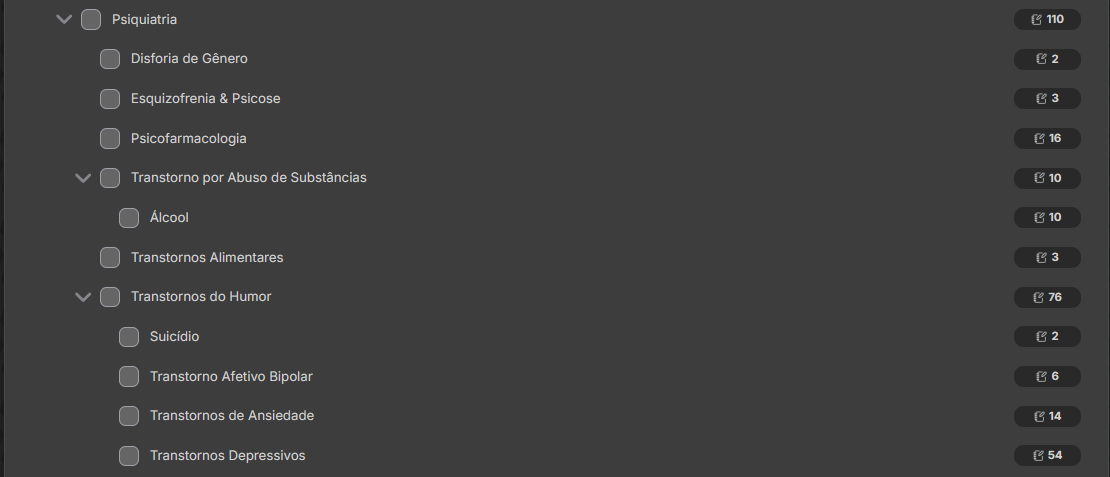 Psiquiatria 110
Disforia de Gênero 2
Esquizofrenia & Psicose 3
Psicofarmacologia 16
Transtorno por Abuso de Substâncias 10
Álcool 10
Transtornos Alimentares 3
Transtornos do Humor 76
Suicídio 2
Transtorno Afetivo Bipolar 6
Transtornos de Ansiedade 14
Transtornos Depressivos 54